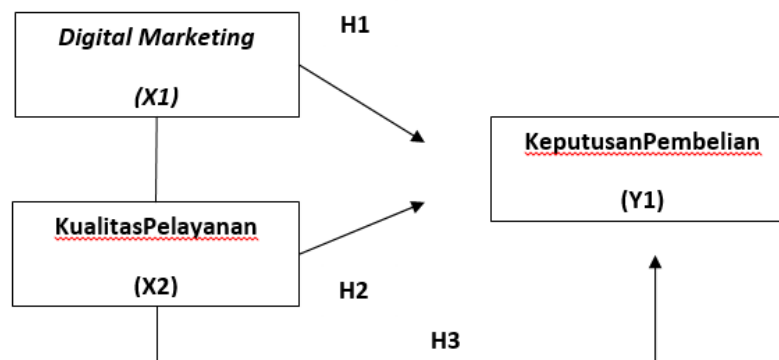 Digital Marketing
(X1)
H1
KeputusanPembelian
(Y1)
KualitasPelayanan
(X2)
H2
H3